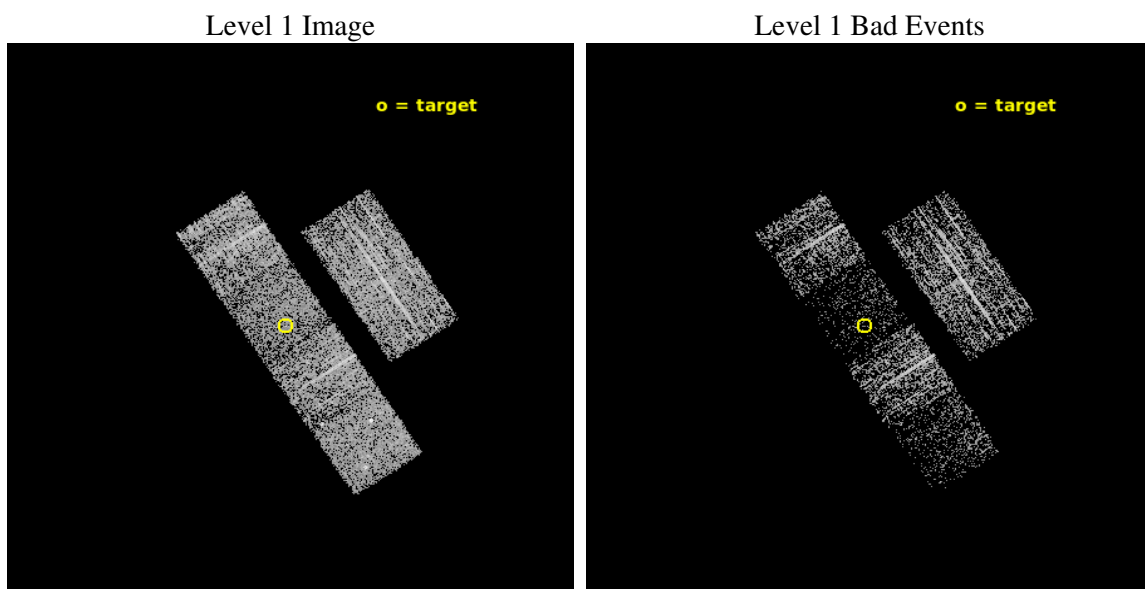 Level 1 Image
Level 1 Bad Events
o = target
o = target